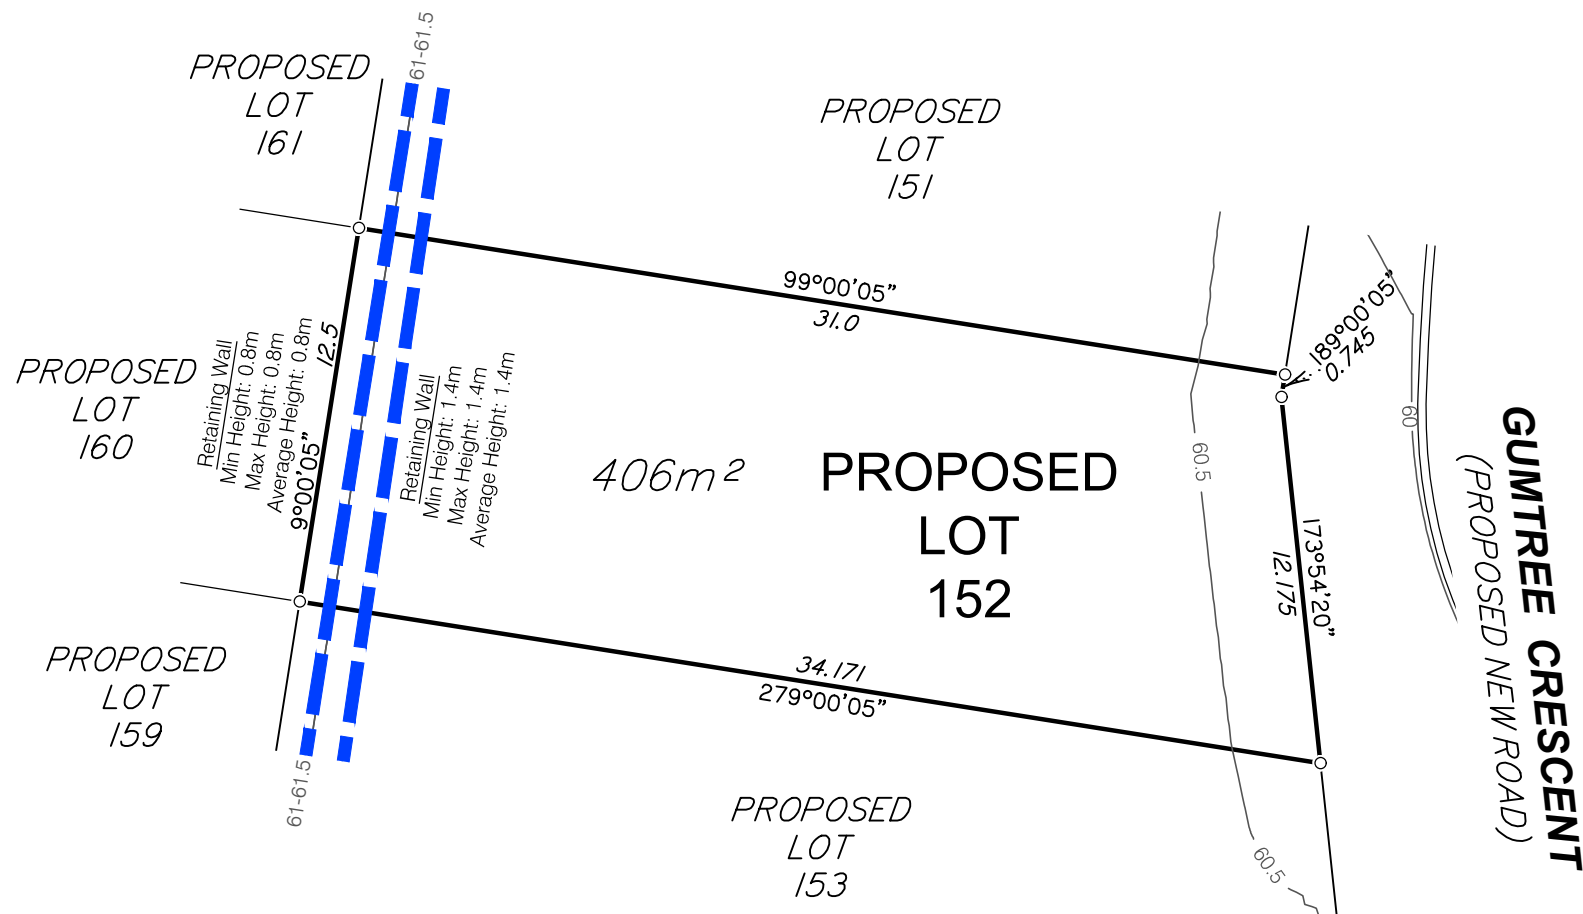 61-61.5
PROPOSED
LOT
161
PROPOSED
LOT
151
99°00'05"
31.0
189°00'05"
0.745
12.5
9°00'05"
Retaining Wall
Min Height: 0.8m
Max Height: 0.8m
Average Height: 0.8m
PROPOSED
LOT
160
Retaining Wall
Min Height: 1.4m
Max Height: 1.4m
Average Height: 1.4m
406m²
PROPOSED
LOT
152
60.5
60
173°54'20"
12.175
GUMTREE CRESCENT
(PROPOSED NEW ROAD)
34.171
279°00'05"
PROPOSED
LOT
159
61-61.5
PROPOSED
LOT
153
60.5